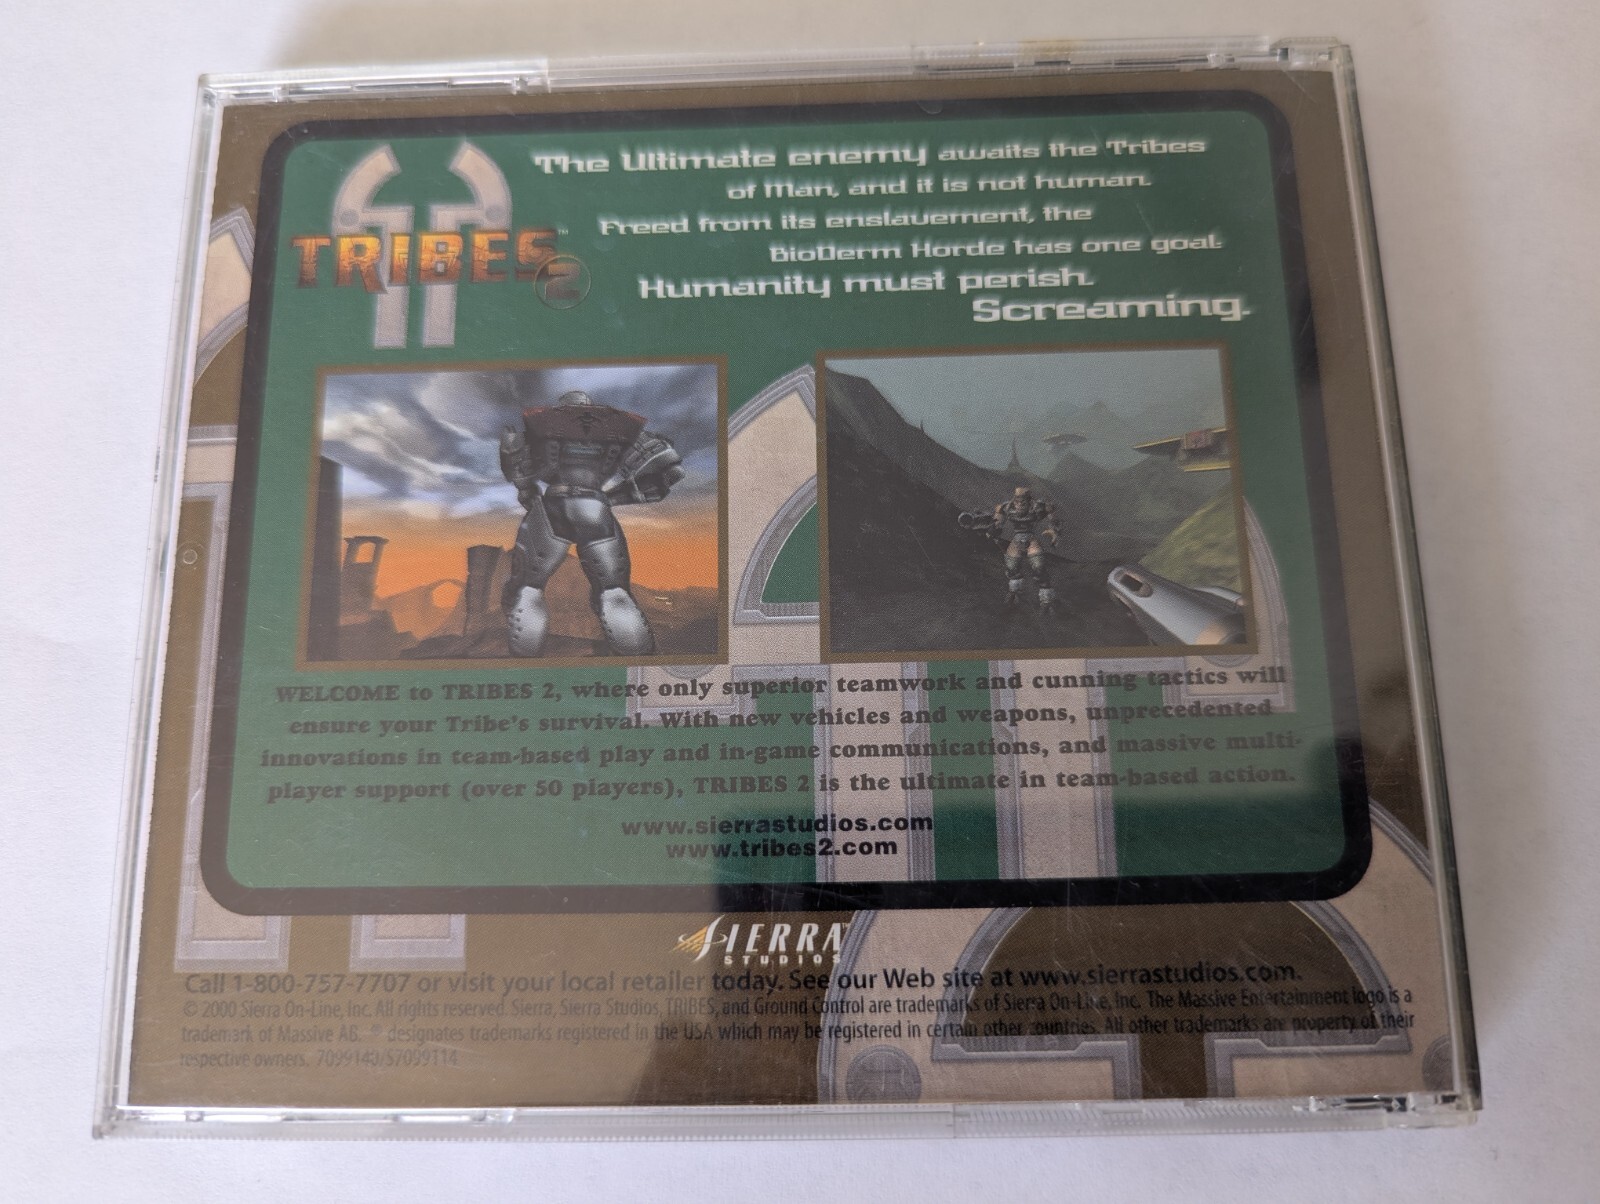 The Ultimate enemy awaits the Tribes
of Man, and it is not human.
Freed from its enslavement, the
BioDerm Horde has one goal:
Humanity must perish.
Screaming.
TRIBES 2™
WELCOME to TRIBES 2, where only superior teamwork and cunning tactics will
ensure your Tribe's survival. With new vehicles and weapons, unprecedented
innovations in team-based play and in-game communications, and massive multi-
player support (over 50 players), TRIBES 2 is the ultimate in team-based action.
www.sierrastudios.com
www.tribes2.com
SIERRA™
STUDIOS
Call 1-800-757-7707 or visit your local retailer today. See our Web site at www.sierrastudios.com.
© 2000 Sierra On-Line, Inc. All rights reserved. Sierra, Sierra Studios, TRIBES, and Ground Control are trademarks of Sierra On-Line, Inc. The Massive Entertainment logo is a
trademark of Massive AB. ® designates trademarks registered in the USA which may be registered in certain other countries. All other trademarks are property of their
respective owners. 7099140/S7099114